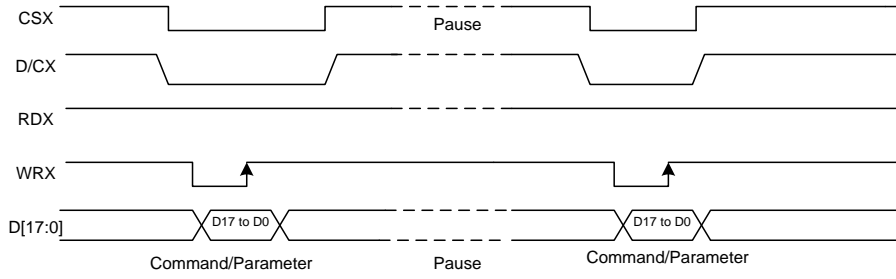 CSX
Pause
D/CX
RDX
WRX
D[17:0]
D17 to D0
D17 to D0
Command/Parameter
Pause
Command/Parameter